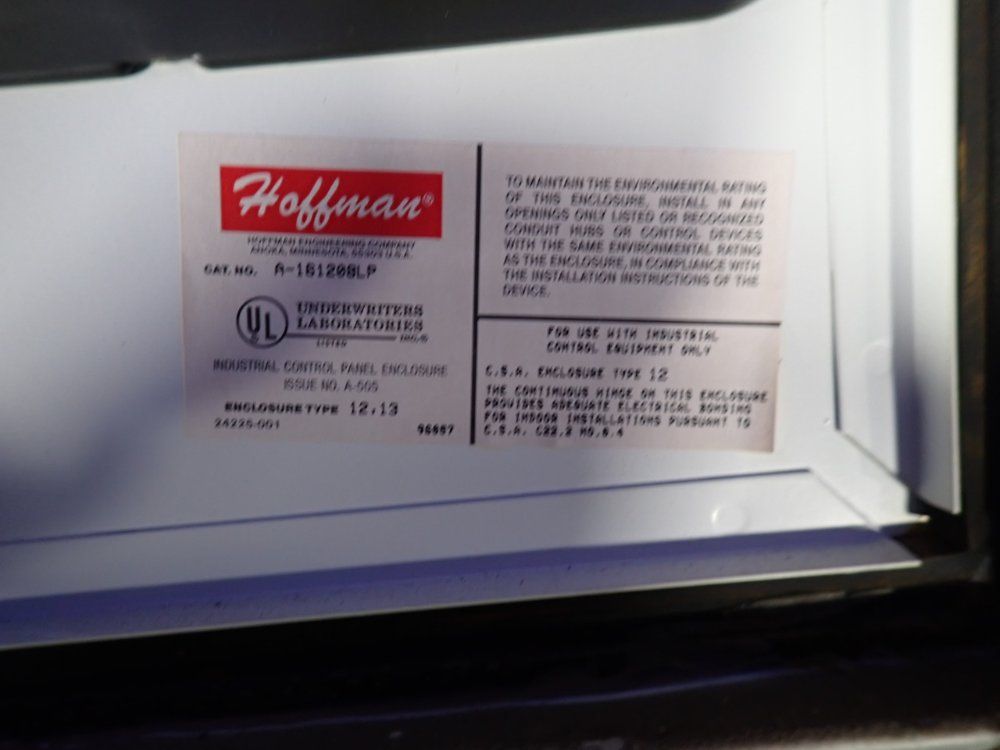 Hoffman®
HOFFMAN ENGINEERING COMPANY
ANOKA, MINNESOTA, 55303 U.S.A.
CAT. NO. A-161208LP
UL UNDERWRITERS
LABORATORIES
INC.®
LISTED
INDUSTRIAL CONTROL PANEL ENCLOSURE
ISSUE NO. A-605
ENCLOSURE TYPE 12,13
24225-001
TO MAINTAIN THE ENVIRONMENTAL RATING
OF THIS ENCLOSURE, INSTALL IN ANY
OPENINGS ONLY LISTED OR RECOGNIZED
CONDUIT HUBS OR CONTROL DEVICES
WITH THE SAME ENVIRONMENTAL RATING
AS THE ENCLOSURE, IN COMPLIANCE WITH
THE INSTALLATION INSTRUCTIONS OF THE
DEVICE.
FOR USE WITH INDUSTRIAL
CONTROL EQUIPMENT ONLY
C.S.A. ENCLOSURE TYPE 12
THE CONTINUOUS HINGE ON THIS ENCLOSURE
PROVIDES ADEQUATE ELECTRICAL BONDING
FOR INDOOR INSTALLATIONS PURSUANT TO
C.S.A. C22.2 NO.0.4